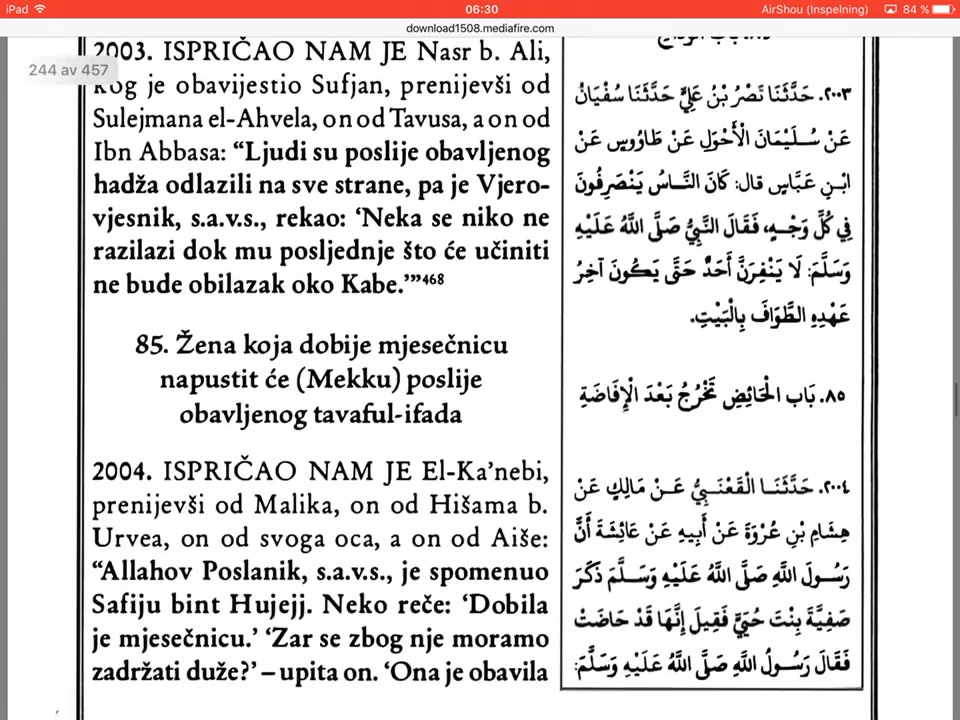 iPad 06:30 AirShou (Inspelning) 84 %
download1508.mediafire.com
244 av 457
2003. ISPRIČAO NAM JE Nasr b. Ali,
kog je obavijestio Sufjan, prenijevši od
Sulejmana el-Ahvela, on od Tavusa, a on od
Ibn Abbasa: “Ljudi su poslije obavljenog
hadža odlazili na sve strane, pa je Vjero-
vjesnik, s.a.v.s., rekao: ‘Neka se niko ne
razilazi dok mu posljednje što će učiniti
ne bude obilazak oko Kabe.’”468
85. Žena koja dobije mjesečnicu
napustit će (Mekku) poslije
obavljenog tavaful-ifada
2004. ISPRIČAO NAM JE El-Ka’nebi,
prenijevši od Malika, on od Hišama b.
Urvea, on od svoga oca, a on od Aiše:
“Allahov Poslanik, s.a.v.s., je spomenuo
Safiju bint Hujejj. Neko reče: ‘Dobila
je mjesečnicu.’ ‘Zar se zbog nje moramo
zadržati duže?’ – upita on. ‘Ona je obavila
٢٠٠٣. حَدَّثَنَا نَصْرُ بْنُ عَلِيٍّ حَدَّثَنَا سُفْيَانُ
عَنْ سُلَيْمَانَ الْأَحْوَلِ عَنْ طَاوُوسٍ عَنْ
ابْنِ عَبَّاسٍ قال: كَانَ النَّاسُ يَنْصَرِفُونَ
فِي كُلِّ وَجْهٍ، فَقَالَ النَّبِيُّ صَلَّى اللَّهُ عَلَيْهِ
وَسَلَّمَ: لَا يَنْفِرَنَّ أَحَدٌ حَتَّى يَكُونَ آخِرُ
عَهْدِهِ الطَّوَافَ بِالْبَيْتِ.
٨٥. بَاب الْحَائِضِ تَخْرُجُ بَعْدَ الْإِفَاضَةِ
٢٠٠٤. حَدَّثَنَا الْقَعْنَبِيُّ عَنْ مَالِكٍ عَنْ
هِشَامِ بْنِ عُرْوَةَ عَنْ أَبِيهِ عَنْ عَائِشَةَ أَنَّ
رَسُولَ اللَّهِ صَلَّى اللَّهُ عَلَيْهِ وَسَلَّمَ ذَكَرَ
صَفِيَّةَ بِنْتَ حُيَيٍّ فَقِيلَ إِنَّهَا قَدْ حَاضَتْ
فَقَالَ رَسُولُ اللَّهِ صَلَّى اللَّهُ عَلَيْهِ وَسَلَّمَ: